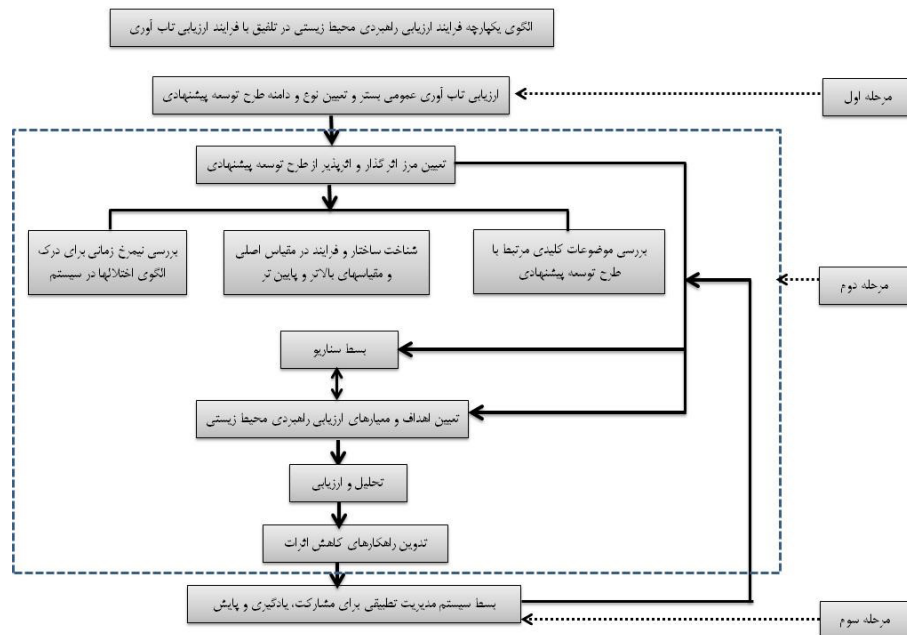 الگوی یکپارچه فرایند ارزیابی راهبردی محیط زیستی در تلفیق با فرایند ارزیابی تاب آوری
ارزیابی تاب آوری عمومی بستر و تعیین نوع و دامنه طرح توسعه پیشنهادی
مرحله اول
تعیین مرز اثر گذار و اثرپذیر از طرح توسعه پیشنهادی
بررسی موضوعات کلیدی مرتبط با
طرح توسعه پیشنهادی
شناخت ساختار و فرایند در مقیاس اصلی
و مقیاسهای بالاتر و پایین تر
بررسی نیمرخ زمانی برای درک
الگوی اختلالها در سیستم
مرحله دوم
بسط سناریو
تعیین اهداف و معیارهای ارزیابی راهبردی محیط زیستی
تحلیل و ارزیابی
تدوین راهکارهای کاهش اثرات
بسط سیستم مدیریت تطبیقی برای مشارکت، یادگیری و پایش
مرحله سوم